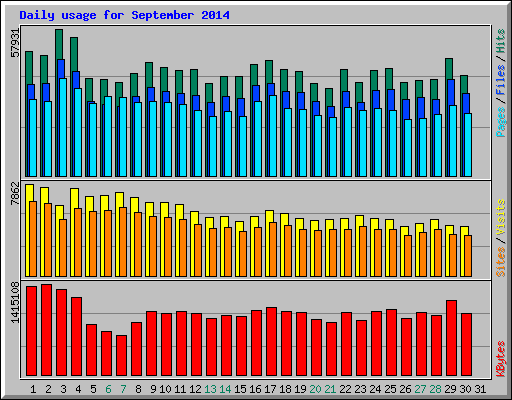 Daily usage for September 2014
57931
Pages / Files / Hits
7862
Sites / Visits
1415108
KBytes
1 2 3 4 5 6 7 8 9 10 11 12 13 14 15 16 17 18 19 20 21 22 23 24 25 26 27 28 29 30 31